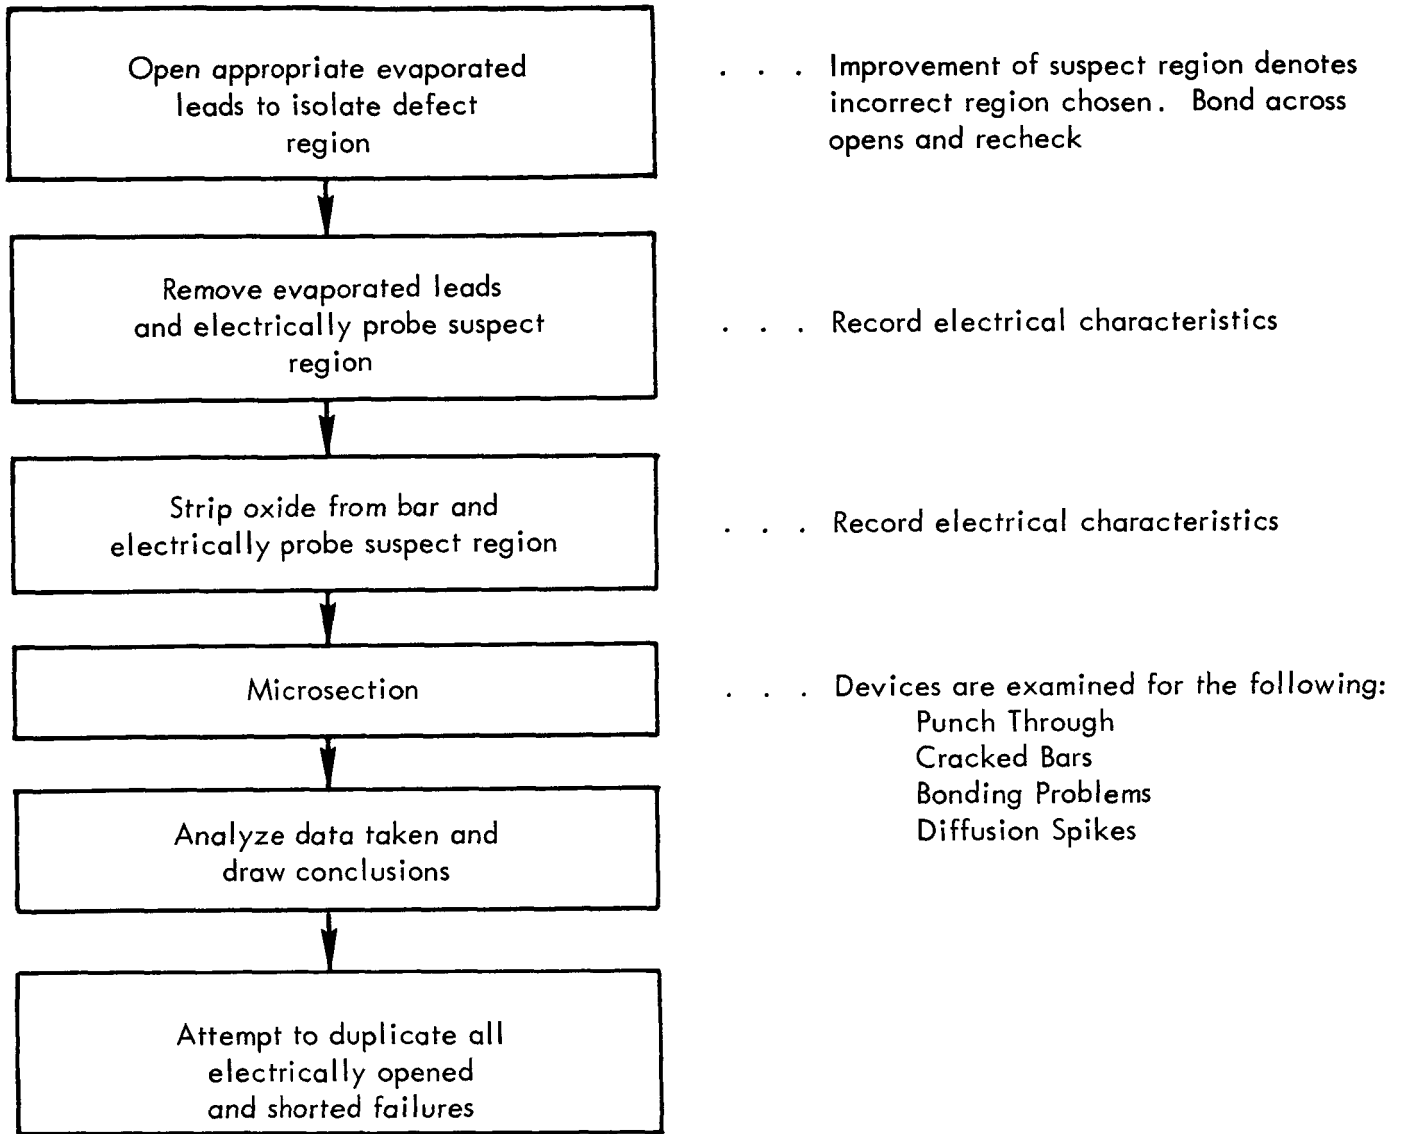 Open appropriate evaporated
leads to isolate defect
region
. . . Improvement of suspect region denotes
incorrect region chosen. Bond across
opens and recheck
Remove evaporated leads
and electrically probe suspect
region
. . . Record electrical characteristics
Strip oxide from bar and
electrically probe suspect region
. . . Record electrical characteristics
Microsection
. . . Devices are examined for the following:
Punch Through
Cracked Bars
Bonding Problems
Diffusion Spikes
Analyze data taken and
draw conclusions
Attempt to duplicate all
electrically opened
and shorted failures